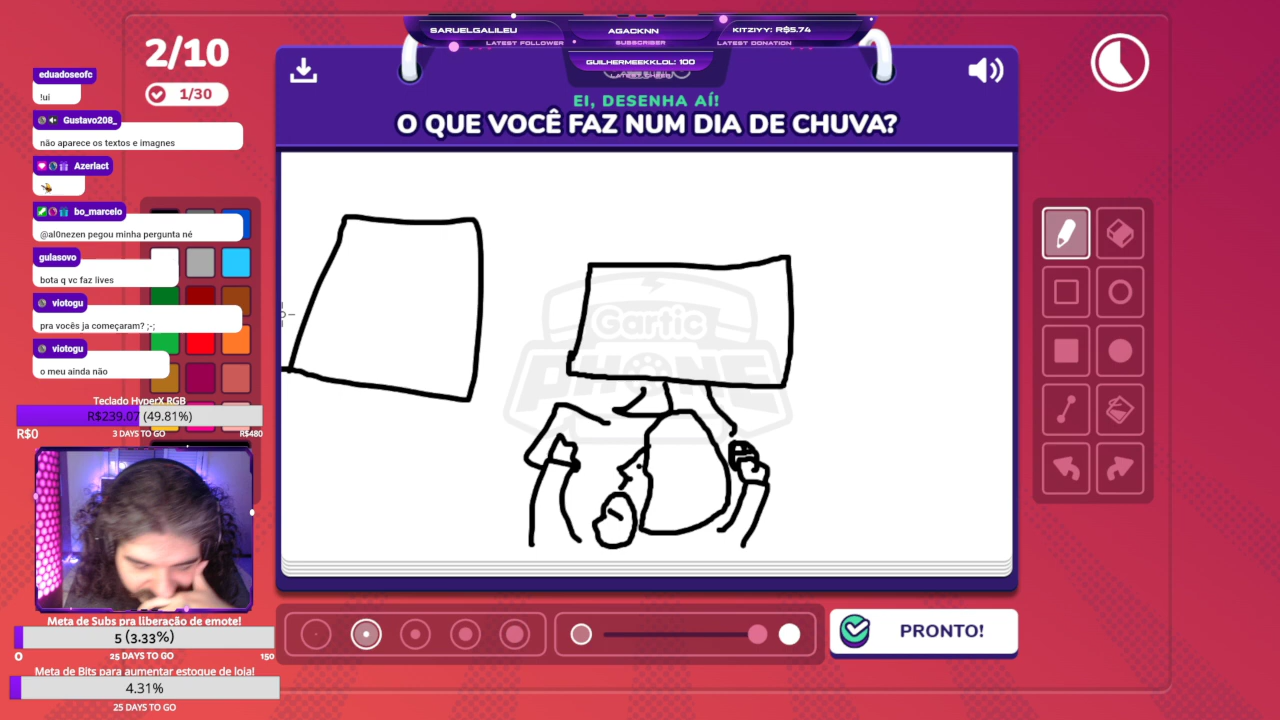 SARUELGALILEU
LATEST FOLLOWER
AGACKNN
SUBSCRIBER
KITZIYY: R$5.74
LATEST DONATION
GUILHERMEEKKLOL: 100
2/10
1/30
EI, DESENHA AÍ!
O QUE VOCÊ FAZ NUM DIA DE CHUVA?
eduadoseofc
!ui
Gustavo208_
não aparece os textos e imagnes
Azerlact
bo_marcelo
@al0nezen pegou minha pergunta né
gulasovo
bota q vc faz lives
viotogu
pra vocês ja começaram? ;-;
viotogu
o meu ainda não
Gartic
PHONE
Teclado HyperX RGB
R$239.07 (49.81%)
R$0
3 DAYS TO GO
R$480
Meta de Subs pra liberação de emote!
5 (3.33%)
0
25 DAYS TO GO
150
Meta de Bits para aumentar estoque de loja!
4.31%
25 DAYS TO GO
PRONTO!